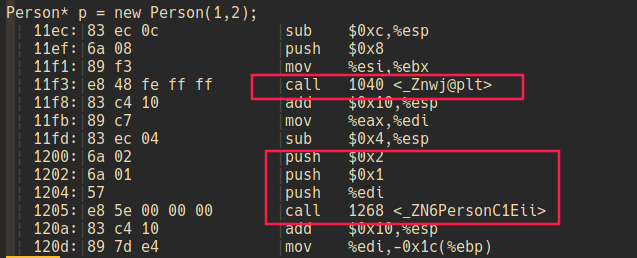 Person* p = new Person(1,2);
11ec: 83 ec 0c sub $0xc,%esp
11ef: 6a 08 push $0x8
11f1: 89 f3 mov %esi,%ebx
11f3: e8 48 fe ff ff call 1040 <_Znwj@plt>
11f8: 83 c4 10 add $0x10,%esp
11fb: 89 c7 mov %eax,%edi
11fd: 83 ec 04 sub $0x4,%esp
1200: 6a 02 push $0x2
1202: 6a 01 push $0x1
1204: 57 push %edi
1205: e8 5e 00 00 00 call 1268 <_ZN6PersonC1Eii>
120a: 83 c4 10 add $0x10,%esp
120d: 89 7d e4 mov %edi,-0x1c(%ebp)